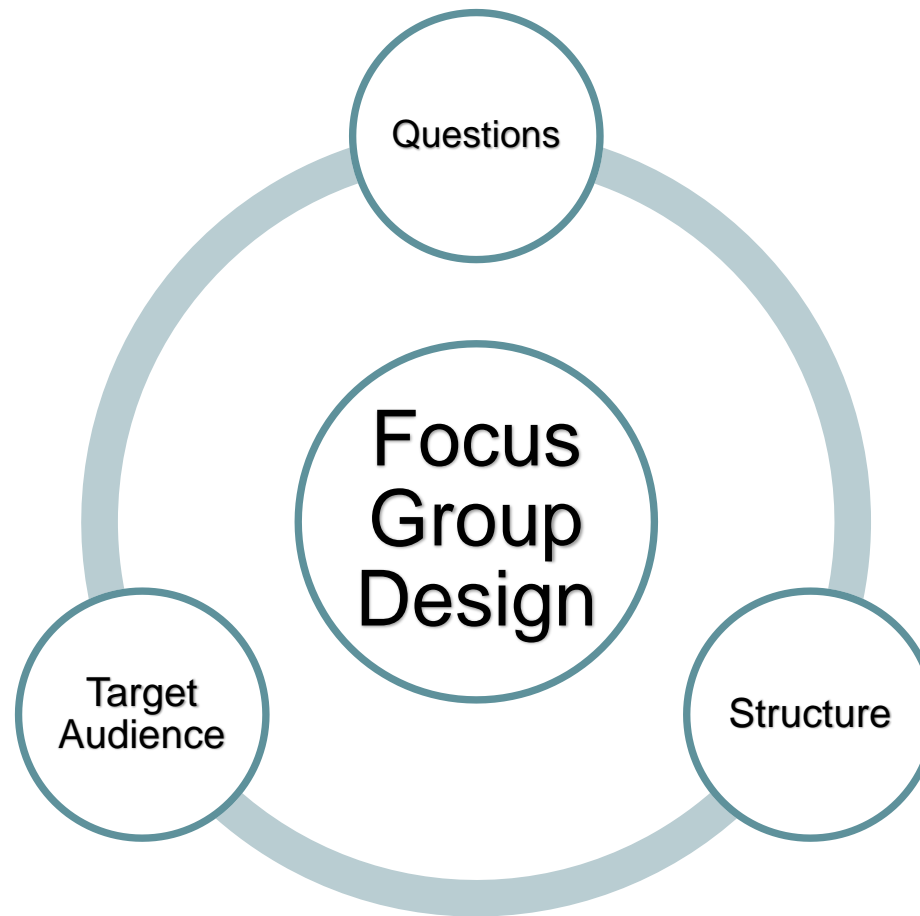 Questions
Focus
Group
Design
Target
Audience
Structure